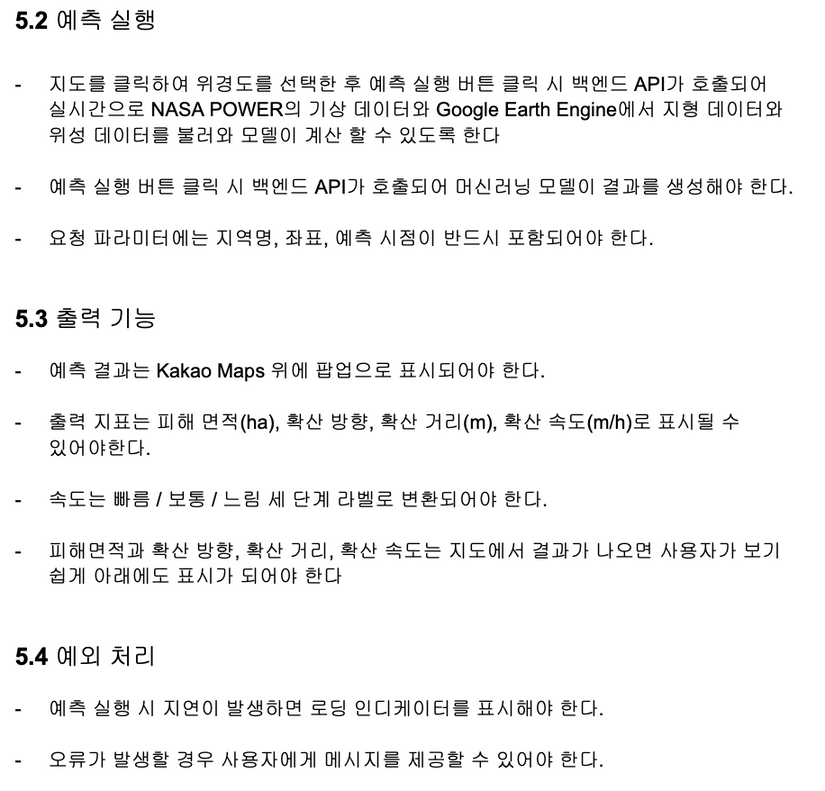 5.2 예측 실행
- 지도를 클릭하여 위경도를 선택한 후 예측 실행 버튼 클릭 시 백엔드 API가 호출되어
실시간으로 NASA POWER의 기상 데이터와 Google Earth Engine에서 지형 데이터와
위성 데이터를 불러와 모델이 계산 할 수 있도록 한다
- 예측 실행 버튼 클릭 시 백엔드 API가 호출되어 머신러닝 모델이 결과를 생성해야 한다.
- 요청 파라미터에는 지역명, 좌표, 예측 시점이 반드시 포함되어야 한다.
5.3 출력 기능
- 예측 결과는 Kakao Maps 위에 팝업으로 표시되어야 한다.
- 출력 지표는 피해 면적(ha), 확산 방향, 확산 거리(m), 확산 속도(m/h)로 표시될 수
있어야한다.
- 속도는 빠름 / 보통 / 느림 세 단계 라벨로 변환되어야 한다.
- 피해면적과 확산 방향, 확산 거리, 확산 속도는 지도에서 결과가 나오면 사용자가 보기
쉽게 아래에도 표시가 되어야 한다
5.4 예외 처리
- 예측 실행 시 지연이 발생하면 로딩 인디케이터를 표시해야 한다.
- 오류가 발생할 경우 사용자에게 메시지를 제공할 수 있어야 한다.